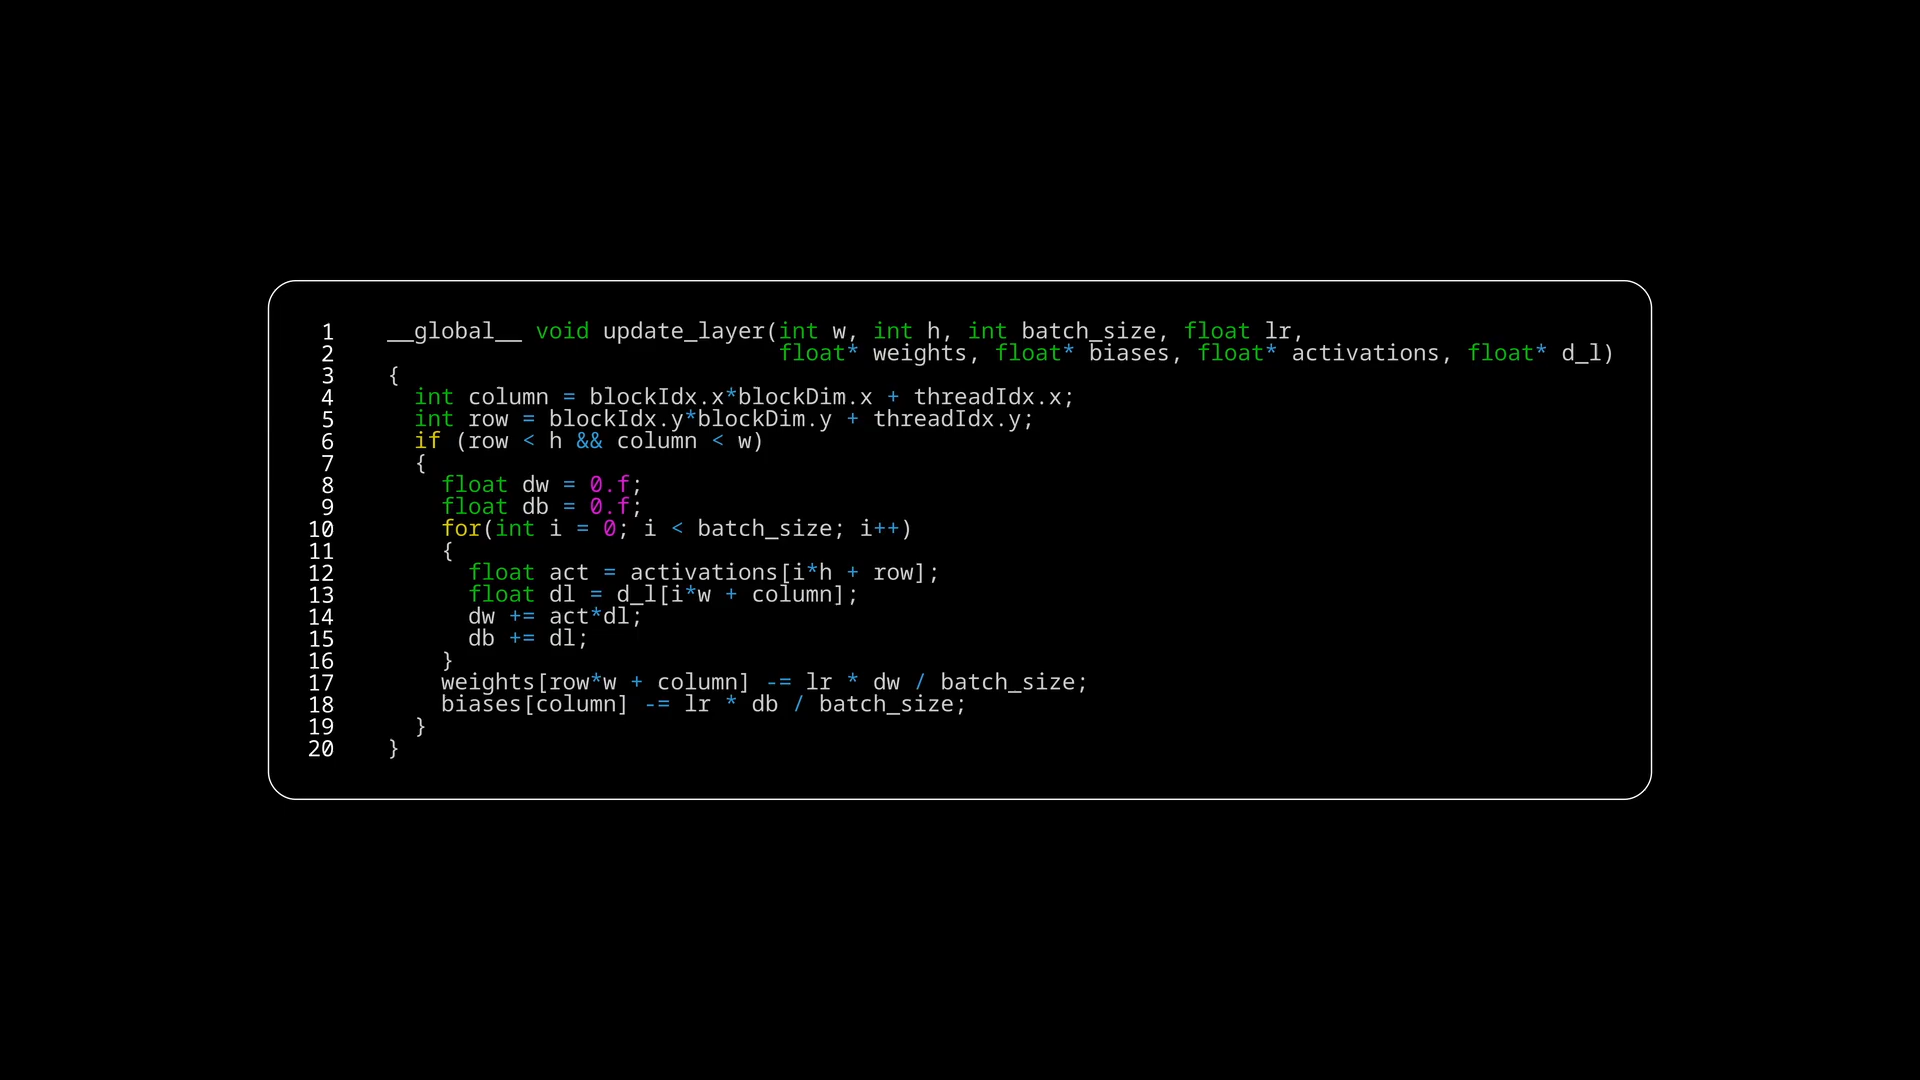 1 __global__ void update_layer(int w, int h, int batch_size, float lr,
2 float* weights, float* biases, float* activations, float* d_l)
3 {
4 int column = blockIdx.x*blockDim.x + threadIdx.x;
5 int row = blockIdx.y*blockDim.y + threadIdx.y;
6 if (row < h && column < w)
7 {
8 float dw = 0.f;
9 float db = 0.f;
10 for(int i = 0; i < batch_size; i++)
11 {
12 float act = activations[i*h + row];
13 float dl = d_l[i*w + column];
14 dw += act*dl;
15 db += dl;
16 }
17 weights[row*w + column] -= lr * dw / batch_size;
18 biases[column] -= lr * db / batch_size;
19 }
20 }